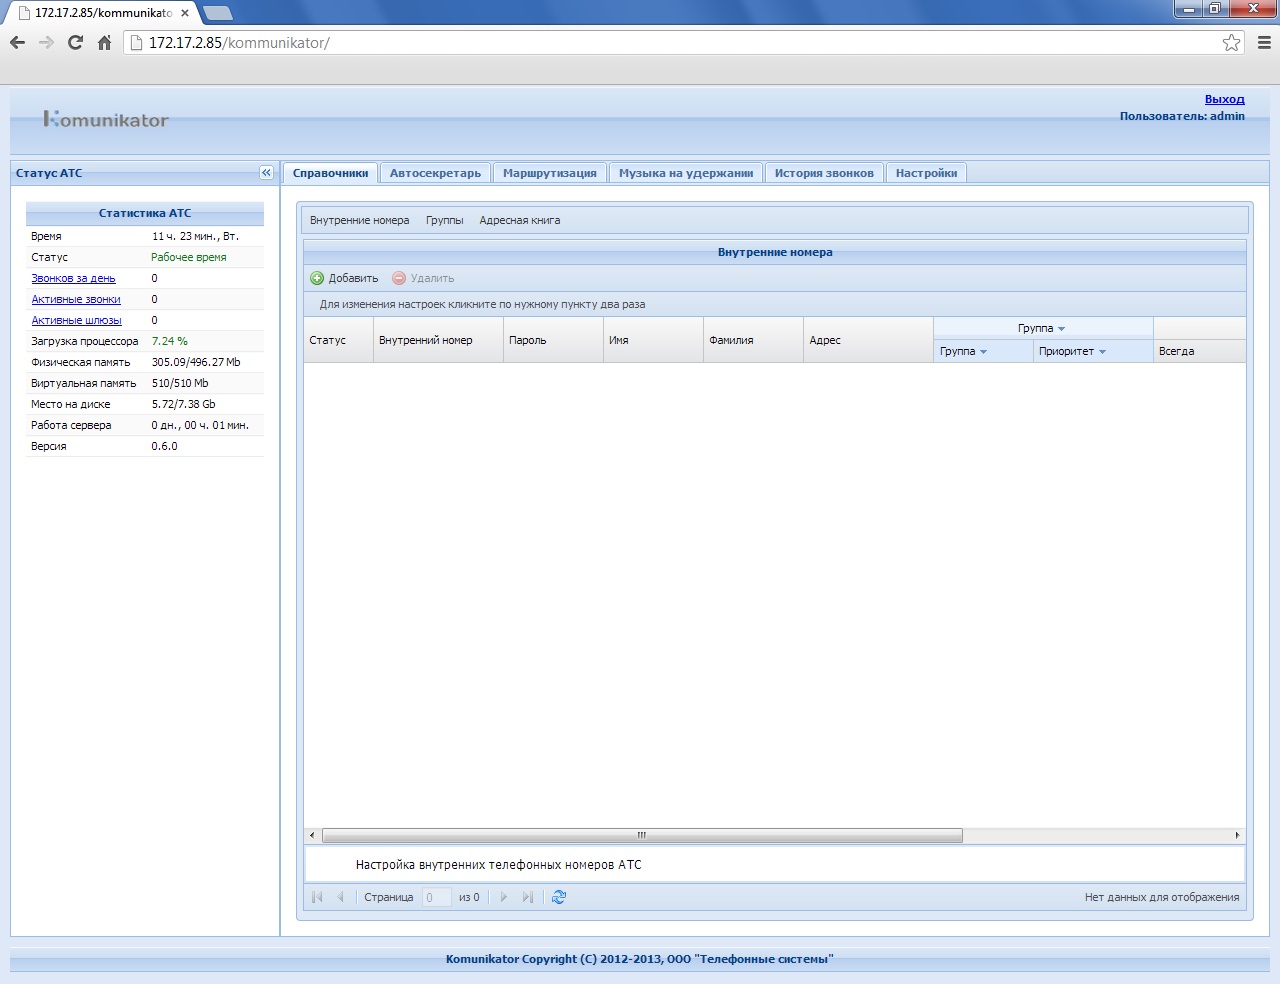 172.17.2.85/kommunikato
172.17.2.85/kommunikator/
Выход
Komunikator
Пользователь: admin
Статус АТС
Справочники Автосекретарь Маршрутизация Музыка на удержании История звонков Настройки
Статистика АТС
Время 11 ч. 23 мин., Вт.
Статус Рабочее время
Звонков за день 0
Активные звонки 0
Активные шлюзы 0
Загрузка процессора 7.24 %
Физическая память 305.09/496.27 Mb
Виртуальная память 510/510 Mb
Место на диске 5.72/7.38 Gb
Работа сервера 0 дн., 00 ч. 01 мин.
Версия 0.6.0
Внутренние номера Группы Адресная книга
Внутренние номера
Добавить Удалить
Для изменения настроек кликните по нужному пункту два раза
Группа
Статус Внутренний номер Пароль Имя Фамилия Адрес
Группа Приоритет Всегда
Настройка внутренних телефонных номеров АТС
Страница 0 из 0 Нет данных для отображения
Komunikator Copyright (C) 2012-2013, ООО "Телефонные системы"